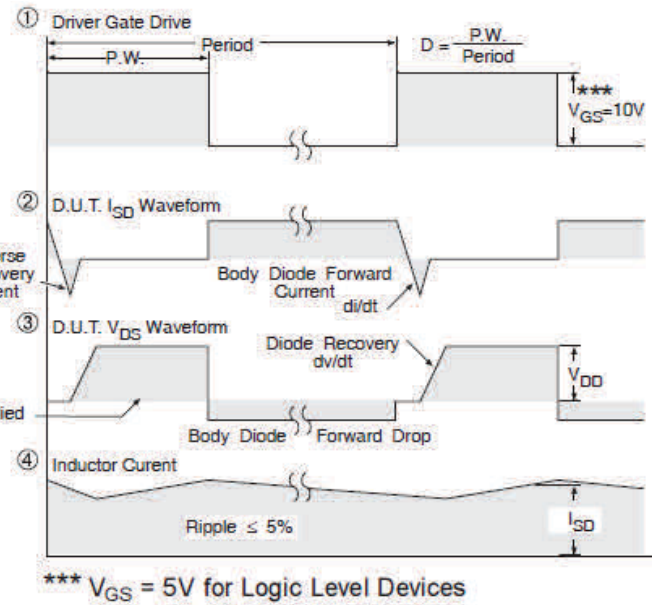 ① Driver Gate Drive
Period
P.W.
D = P.W.
Period
***
VGS=10V
② D.U.T. ISD Waveform
Body Diode Forward
Current
di/dt
③ D.U.T. VDS Waveform
Diode Recovery
dv/dt
VDD
Body Diode Forward Drop
④ Inductor Curent
Ripple ≤ 5%
ISD
*** VGS = 5V for Logic Level Devices